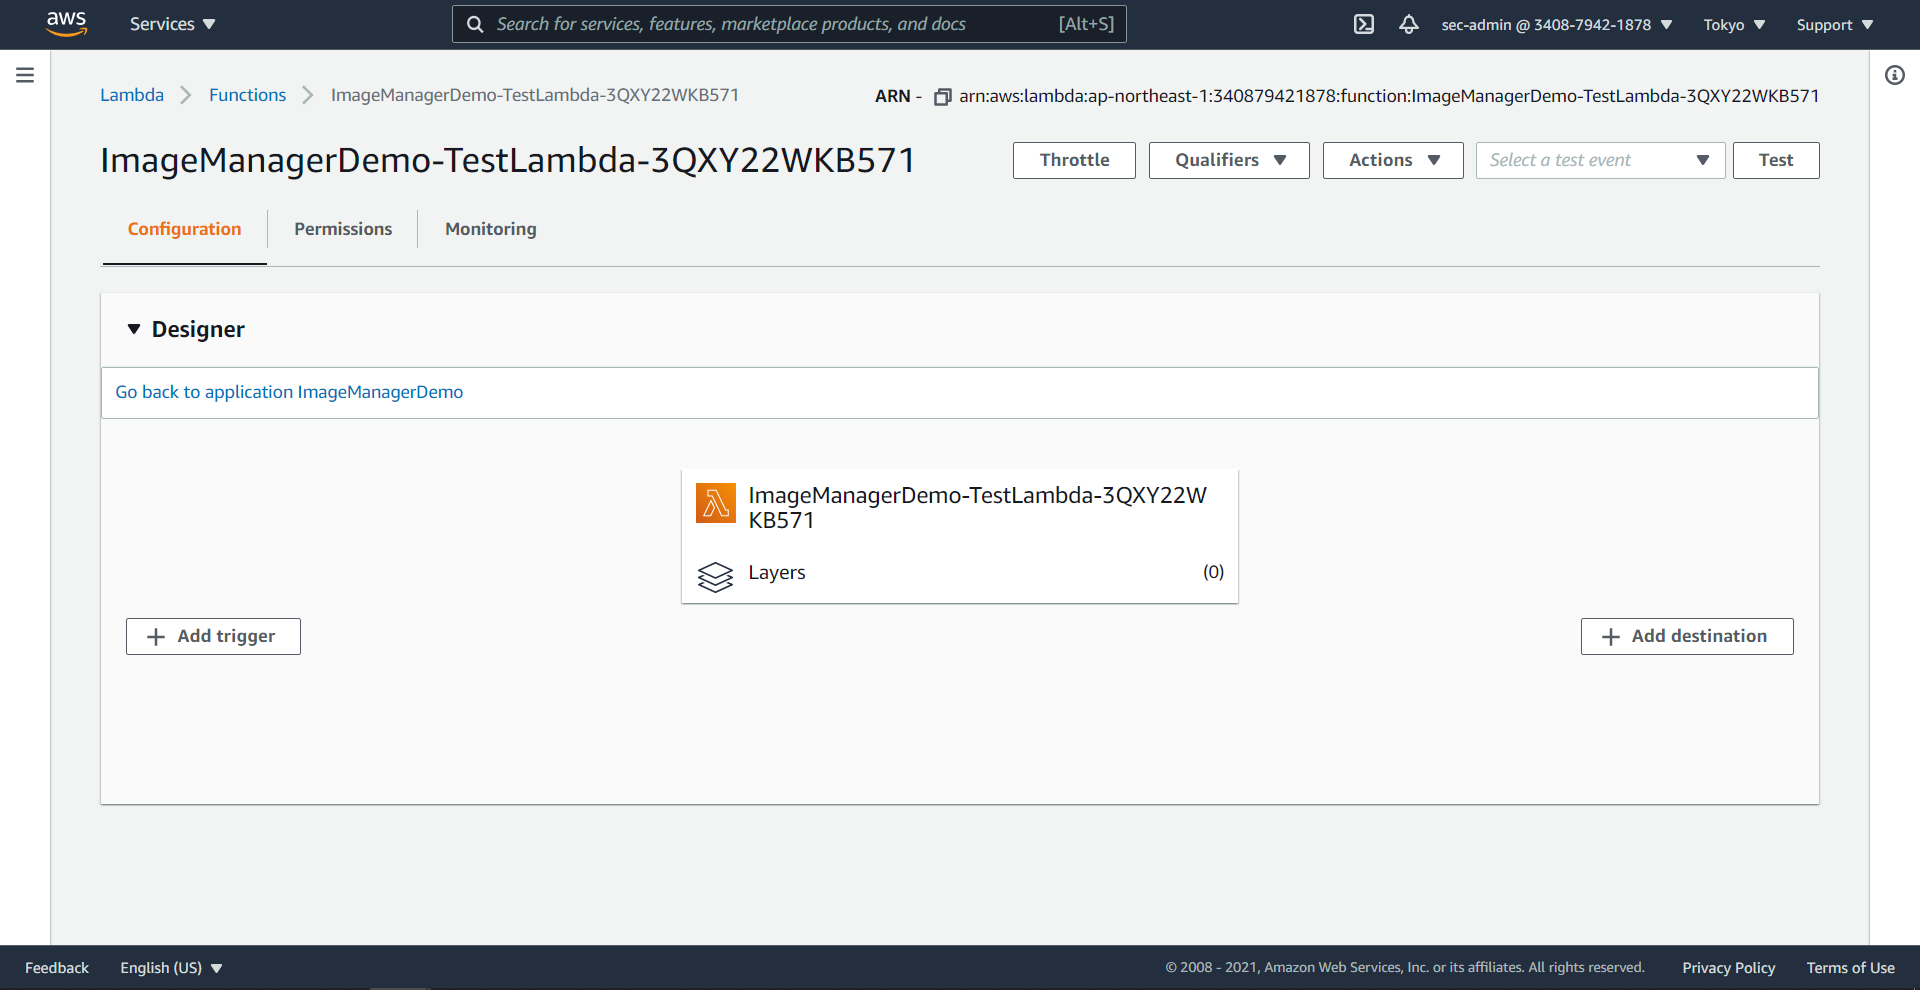 aws Services Search for services, features, marketplace products, and docs [Alt+S] sec-admin @ 3408-7942-1878 Tokyo Support
Lambda Functions ImageManagerDemo-TestLambda-3QXY22WKB571 ARN - arn:aws:lambda:ap-northeast-1:340879421878:function:ImageManagerDemo-TestLambda-3QXY22WKB571
ImageManagerDemo-TestLambda-3QXY22WKB571 Throttle Qualifiers Actions Select a test event Test
Configuration Permissions Monitoring
Designer
Go back to application ImageManagerDemo
ImageManagerDemo-TestLambda-3QXY22W
KB571
Layers (0)
Add trigger Add destination
Feedback English (US) © 2008 - 2021, Amazon Web Services, Inc. or its affiliates. All rights reserved. Privacy Policy Terms of Use